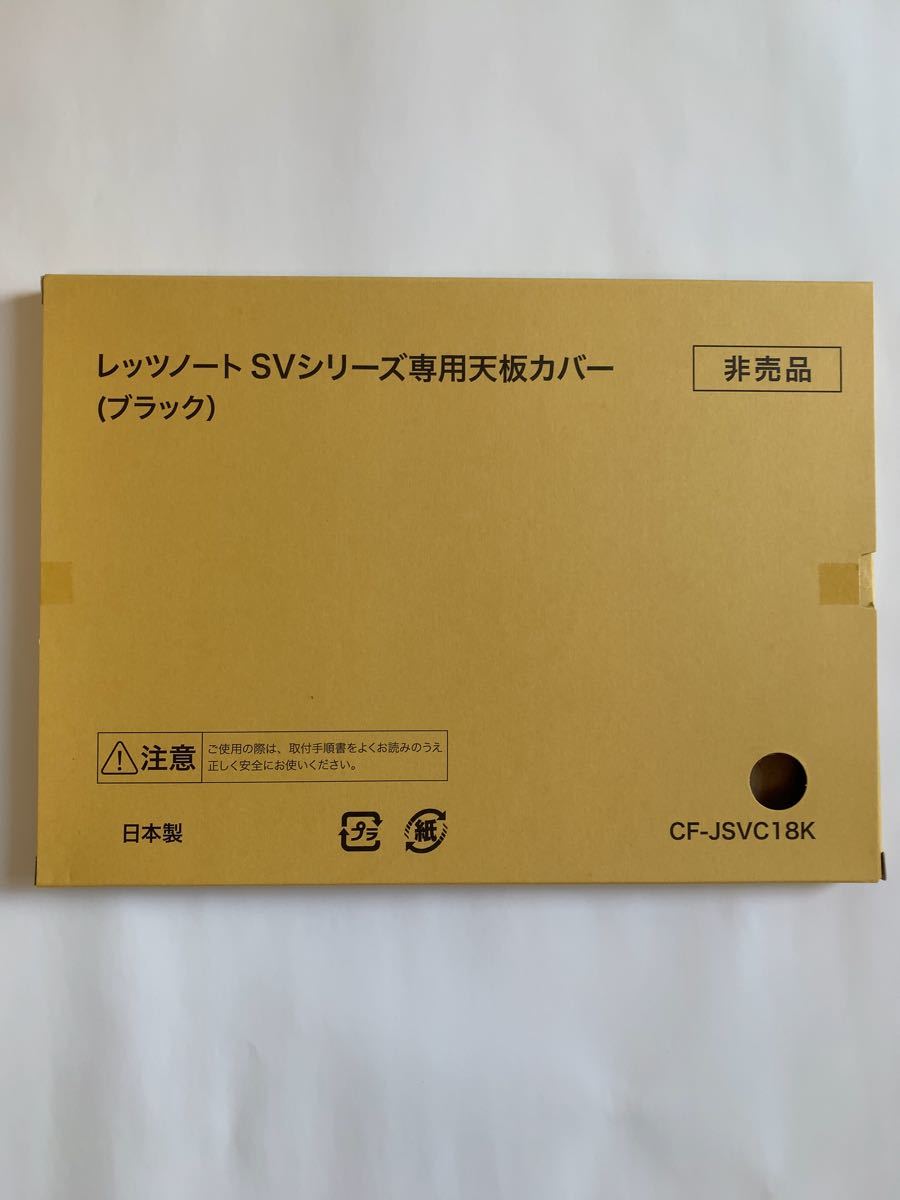 レッツノート SVシリーズ専用天板カバー
(ブラック)
非売品
注意
ご使用の際は、取付手順書をよくお読みのうえ
正しく安全にお使いください。
日本製
プラ
紙
CF-JSVC18K